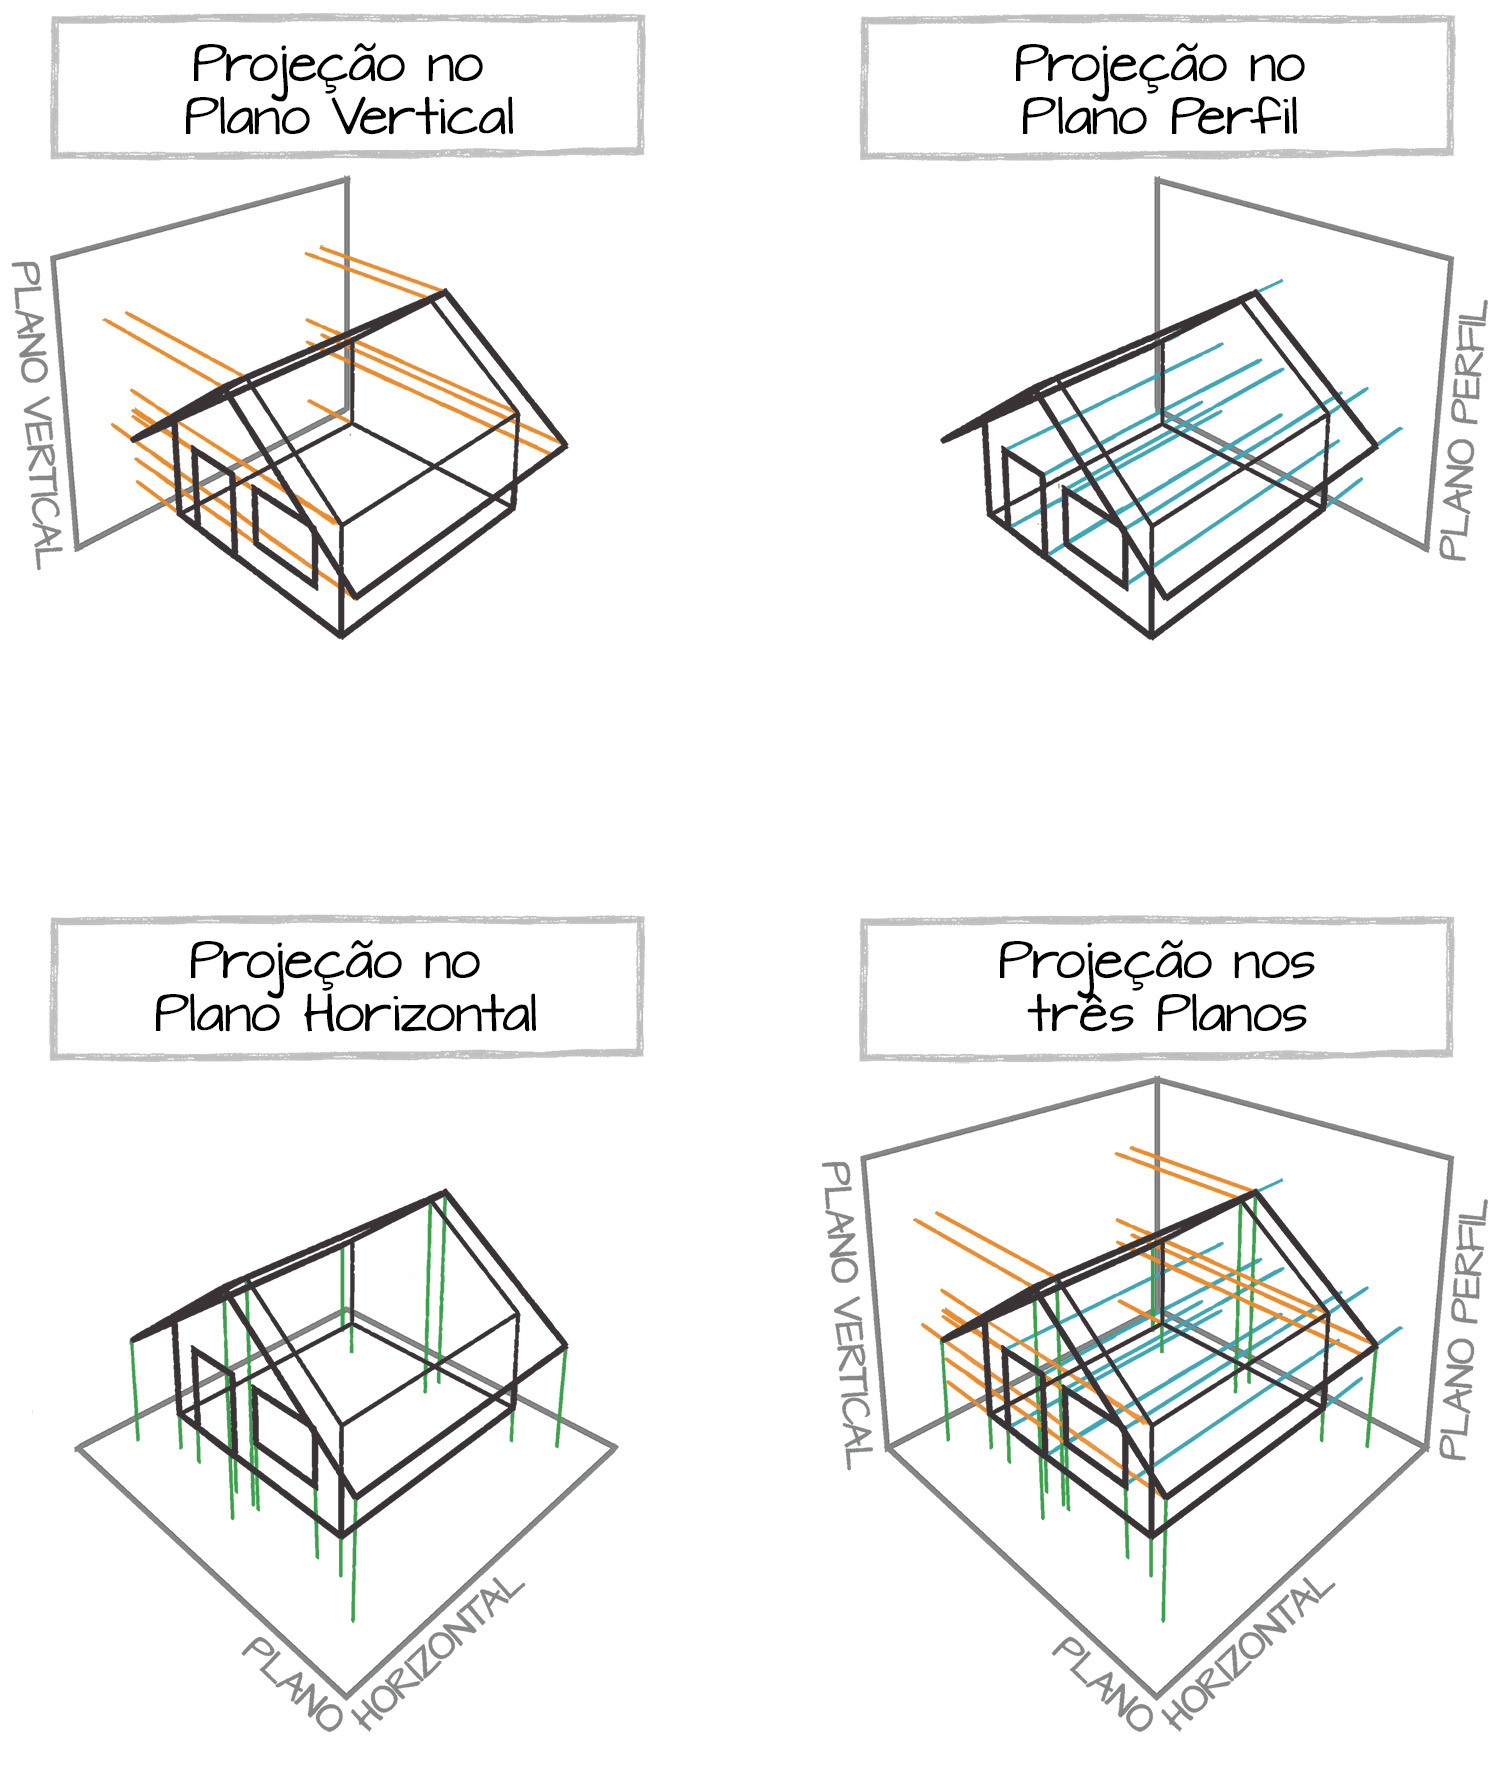 Projeção no
Plano Vertical
Projeção no
Plano Perfil
PLANO VERTICAL
PLANO PERFIL
Projeção no
Plano Horizontal
Projeção nos
três Planos
PLANO HORIZONTAL
PLANO VERTICAL
PLANO PERFIL
PLANO HORIZONTAL